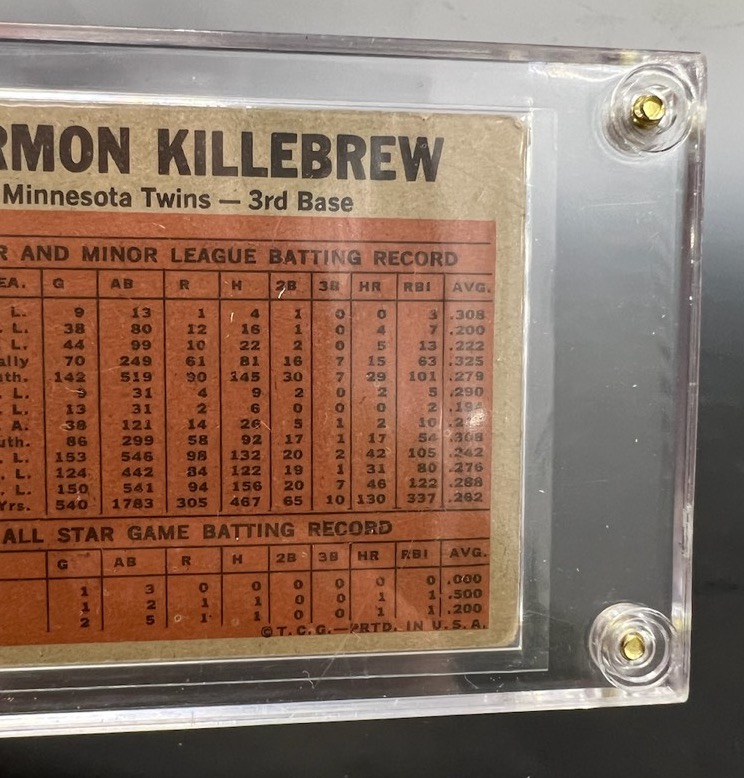 RMON KILLEBREW
Minnesota Twins — 3rd Base
R AND MINOR LEAGUE BATTING RECORD
EA. G AB R H 2B 3B HR RBI AVG.
L. 9 13 1 4 1 0 0 3 .308
. L. 38 80 12 16 1 0 4 7 .200
L. 44 99 10 22 2 0 5 13 .222
ally 70 249 61 81 16 7 15 63 .325
ath. 142 519 90 145 30 7 29 101 .279
. L. 9 31 4 9 2 0 2 5 .290
. L. 13 31 2 6 0 0 0 2
A. 38 121 14 26 5 1 2 10
uth. 86 299 58 92 17 1 17 54 .308
. L. 153 546 98 132 20 2 42 105 .242
. L. 124 442 84 122 19 1 31 80 .276
. L. 150 541 94 156 20 7 46 122 .288
Yrs. 540 1783 305 467 65 10 130 337 .262
ALL STAR GAME BATTING RECORD
G AB R H 2B 3B HR RBI AVG.
1 3 0 0 0 0 0 0 .000
1 2 1 1 0 0 1 1 .500
2 5 1 1 0 0 1 1 .200
© T. C. G.—PRTD. IN U. S. A.